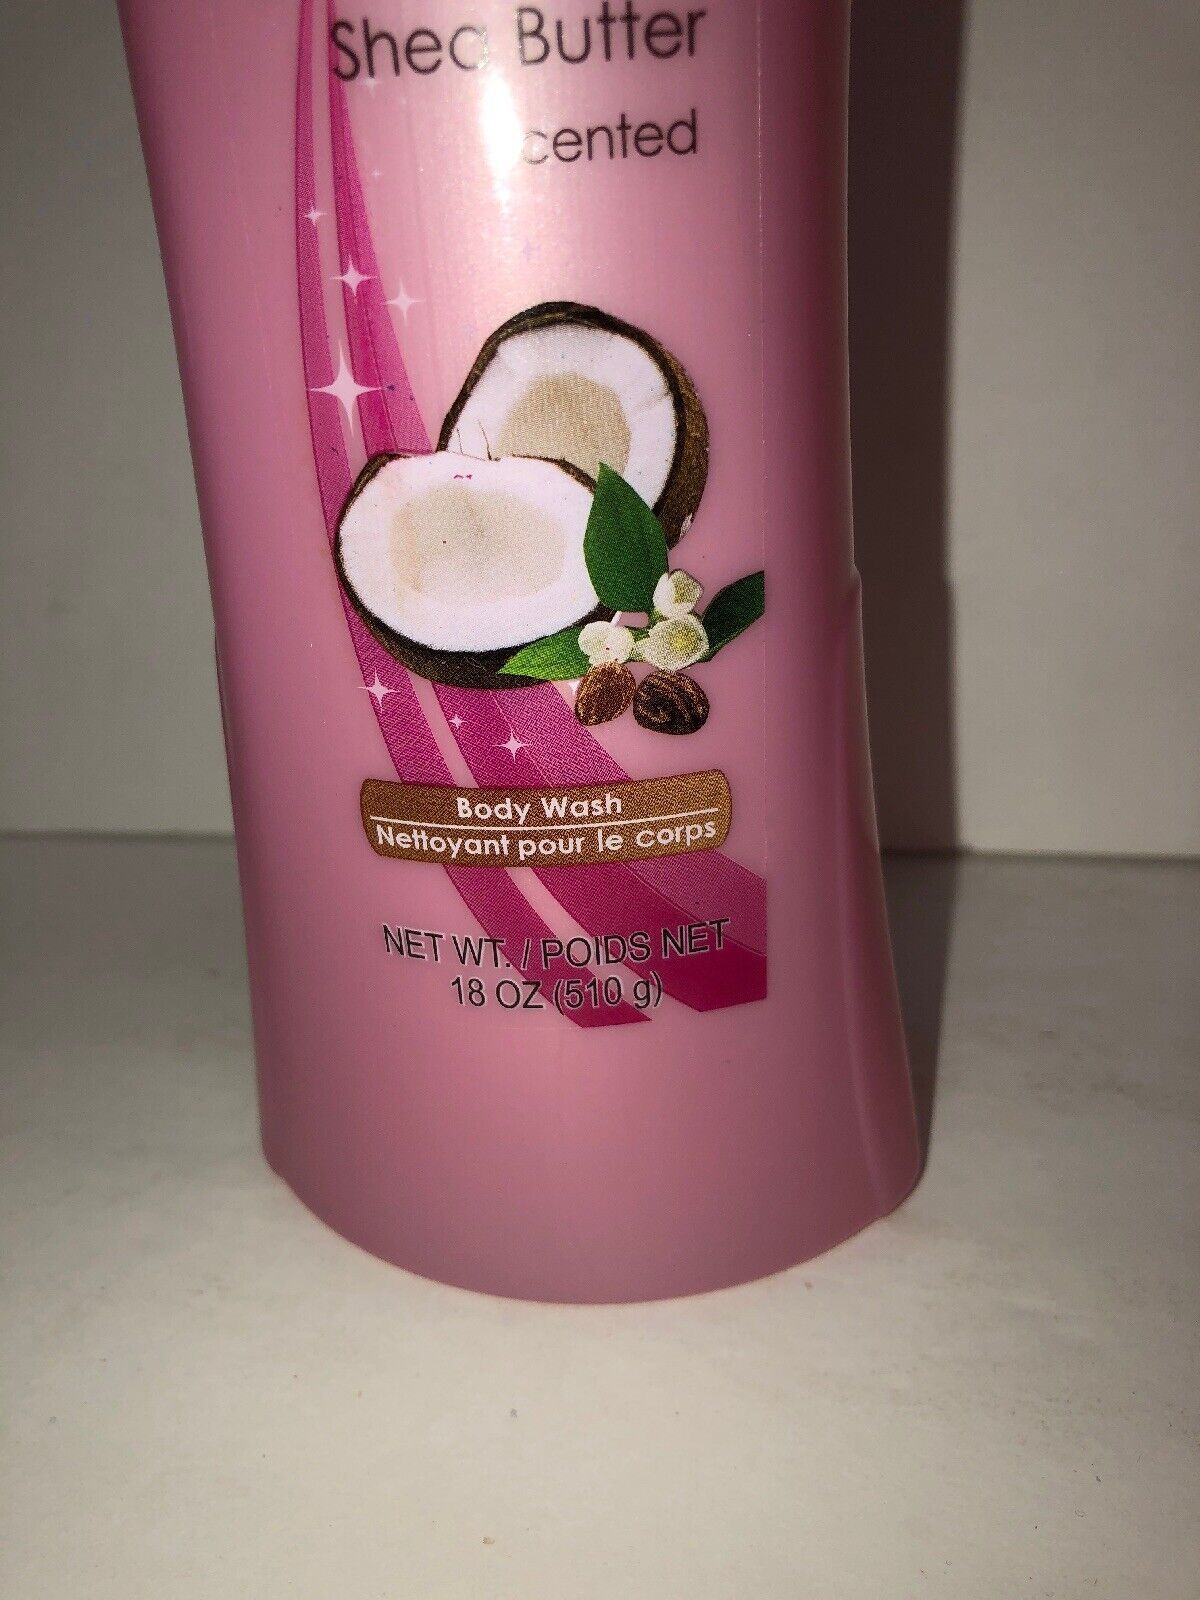 Shea Butter
cented
Body Wash
Nettoyant pour le corps
NET WT. / POIDS NET
18 OZ (510 g)